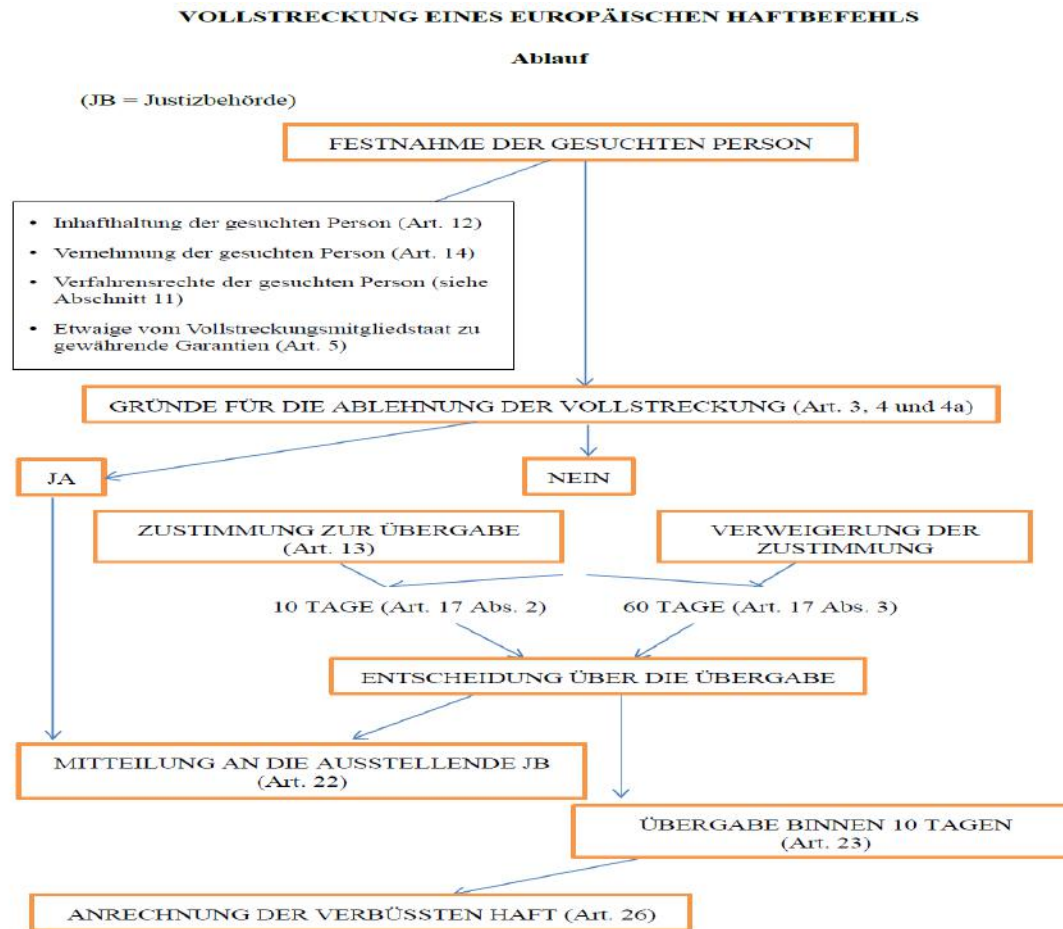 VOLLSTRECKUNG EINES EUROPÄISCHEN HAFTBEFEHLS
Ablauf
(JB = Justizbehörde)
FESTNAHME DER GESUCHTEN PERSON
• Inhafthaltung der gesuchten Person (Art. 12)
• Vernehmung der gesuchten Person (Art. 14)
• Verfahrensrechte der gesuchten Person (siehe
Abschnitt 11)
• Etwaige vom Vollstreckungsmitgliedstaat zu
gewährende Garantien (Art. 5)
GRÜNDE FÜR DIE ABLEHNUNG DER VOLLSTRECKUNG (Art. 3, 4 und 4a)
JA
NEIN
ZUSTIMMUNG ZUR ÜBERGABE
(Art. 13)
VERWEIGERUNG DER
ZUSTIMMUNG
10 TAGE (Art. 17 Abs. 2)
60 TAGE (Art. 17 Abs. 3)
ENTSCHEIDUNG ÜBER DIE ÜBERGABE
MITTEILUNG AN DIE AUSSTELLENDE JB
(Art. 22)
ÜBERGABE BINNEN 10 TAGEN
(Art. 23)
ANRECHNUNG DER VERBÜSSTEN HAFT (Art. 26)